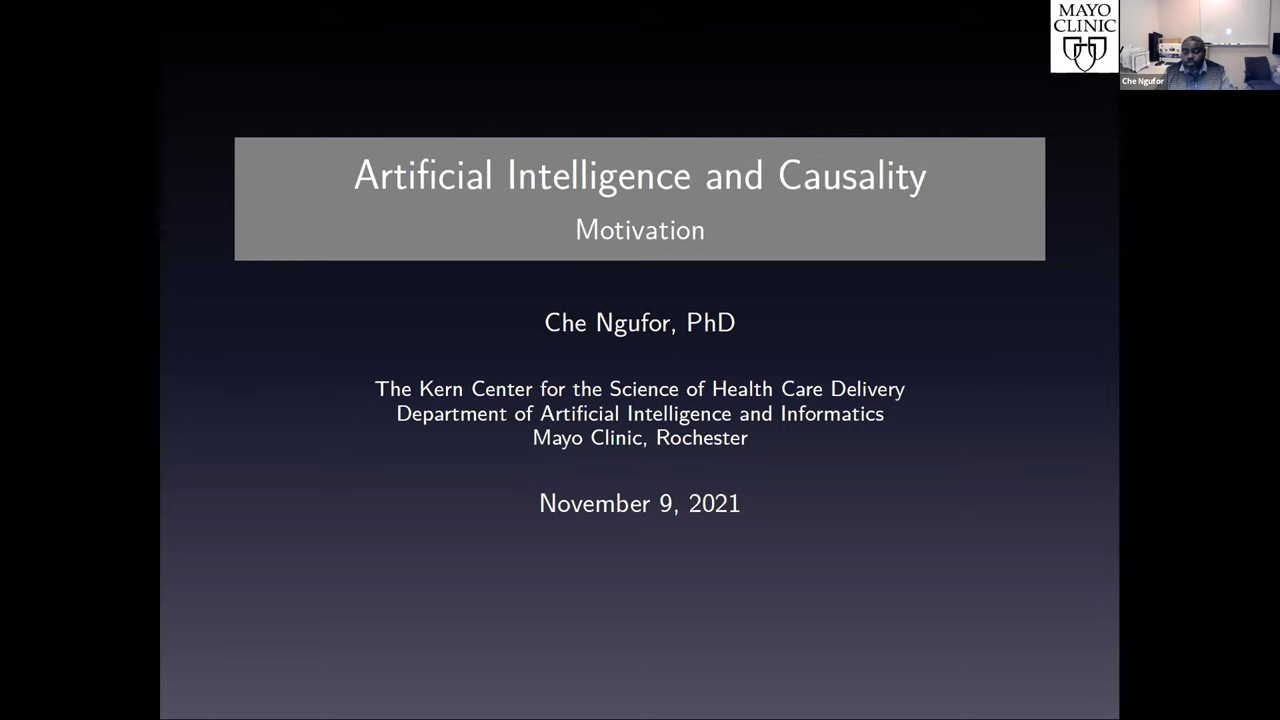 MAYO
CLINIC
Che Ngufor
Artificial Intelligence and Causality
Motivation
Che Ngufor, PhD
The Kern Center for the Science of Health Care Delivery
Department of Artificial Intelligence and Informatics
Mayo Clinic, Rochester
November 9, 2021